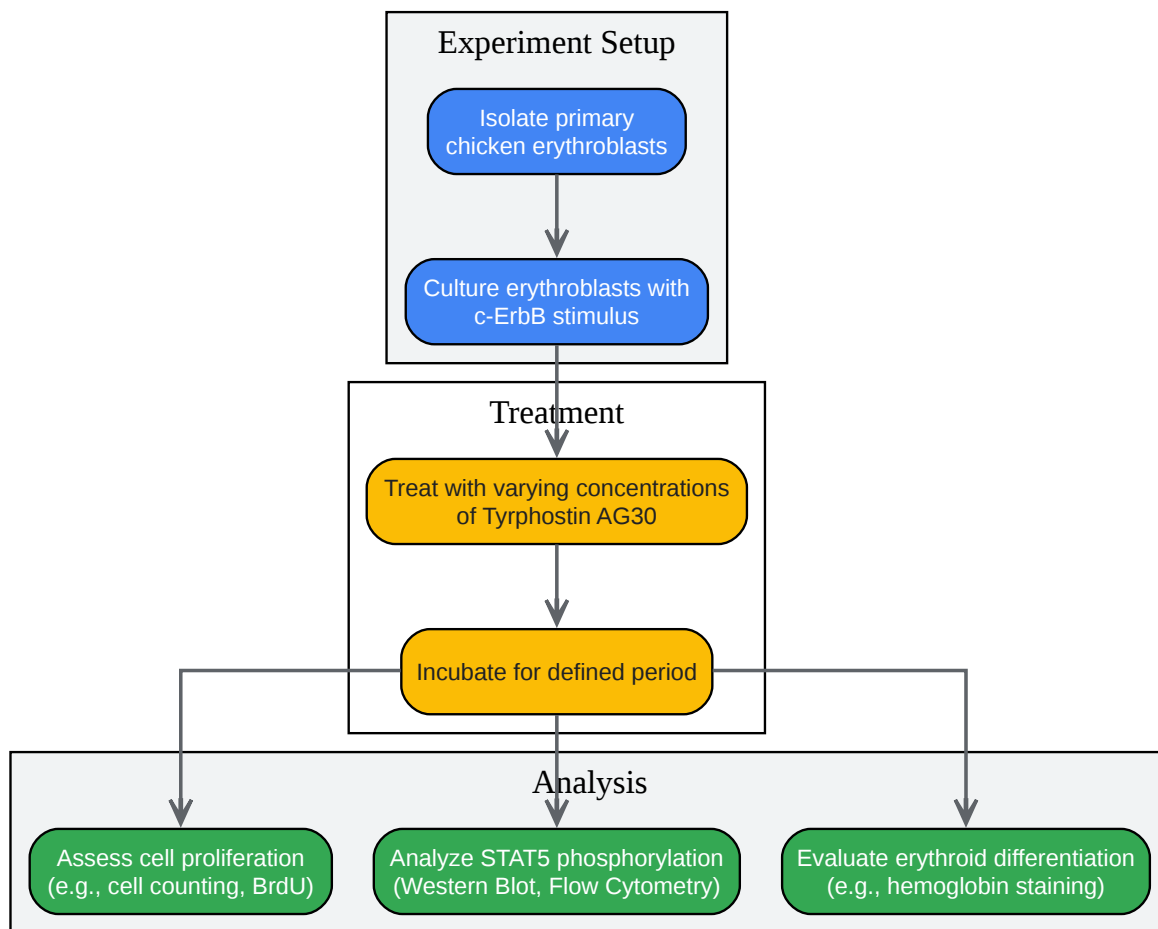 Experiment Setup
Isolate primary
chicken erythroblasts
Culture erythroblasts with
c-ErbB stimulus
Treatment
Treat with varying concentrations
of Tyrphostin AG30
Incubate for defined period
Analysis
Assess cell proliferation
(e.g., cell counting, BrdU)
Analyze STAT5 phosphorylation
(Western Blot, Flow Cytometry)
Evaluate erythroid differentiation
(e.g., hemoglobin staining)